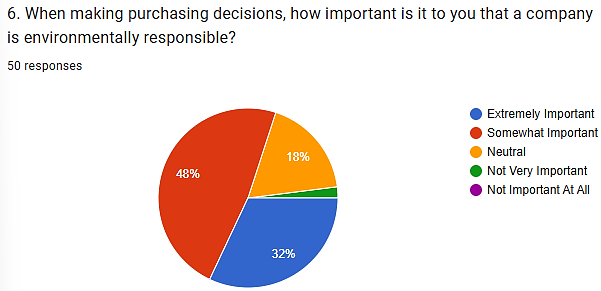 6. When making purchasing decisions, how important is it to you that a company
is environmentally responsible?
50 responses
48%
18%
32%
Extremely Important
Somewhat Important
Neutral
Not Very Important
Not Important At All